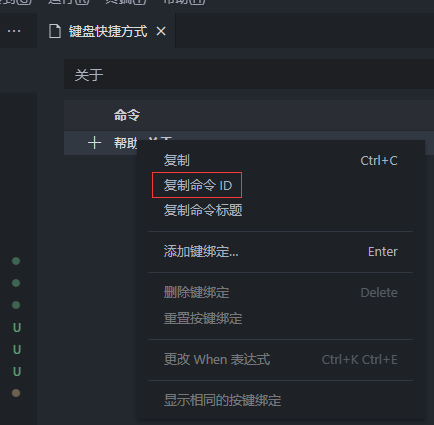 运行(R) 终端(T) 帮助(H)
··· 键盘快捷方式 ×
关于
命令
帮助: 关于
复制 Ctrl+C
复制命令 ID
复制命令标题
添加键绑定... Enter
删除键绑定 Delete
重置按键绑定
更改 When 表达式 Ctrl+K Ctrl+E
显示相同的按键绑定
U
U
U